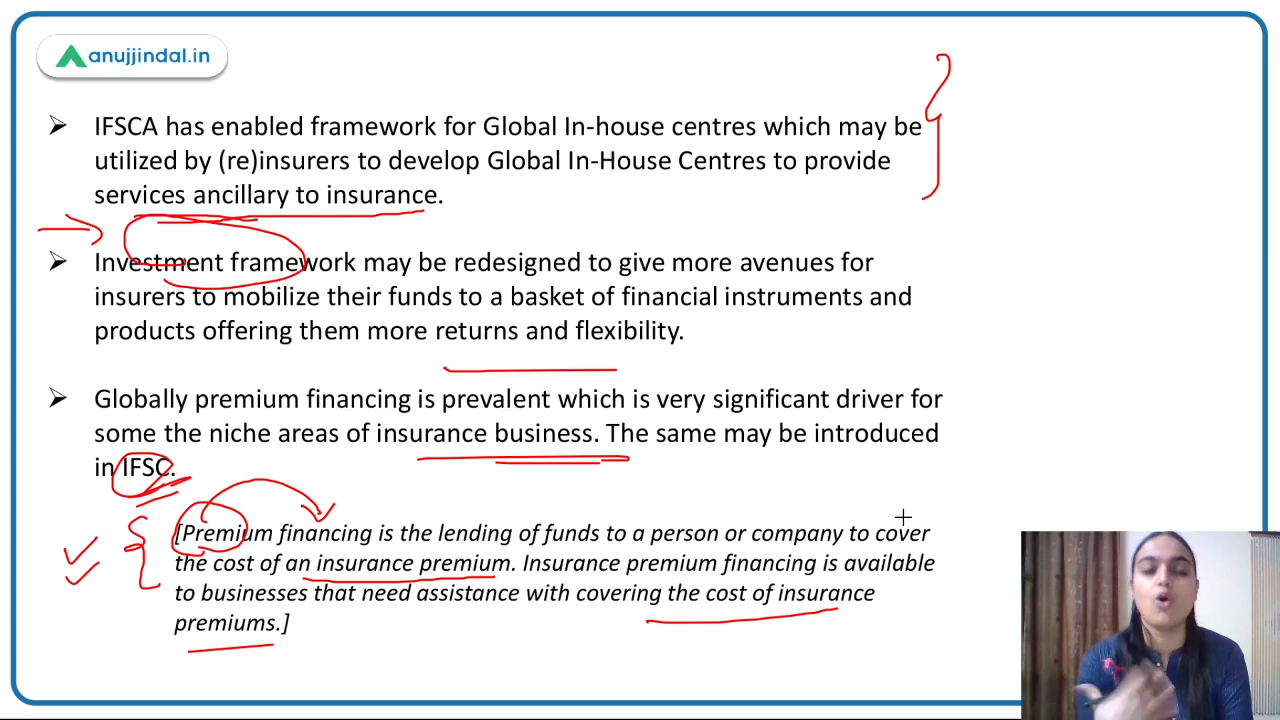 anujjindal.in
➢ IFSCA has enabled framework for Global In-house centres which may be
utilized by (re)insurers to develop Global In-House Centres to provide
services ancillary to insurance.
➢ Investment framework may be redesigned to give more avenues for
insurers to mobilize their funds to a basket of financial instruments and
products offering them more returns and flexibility.
➢ Globally premium financing is prevalent which is very significant driver for
some the niche areas of insurance business. The same may be introduced
in IFSC.
[Premium financing is the lending of funds to a person or company to cover
the cost of an insurance premium. Insurance premium financing is available
to businesses that need assistance with covering the cost of insurance
premiums.]